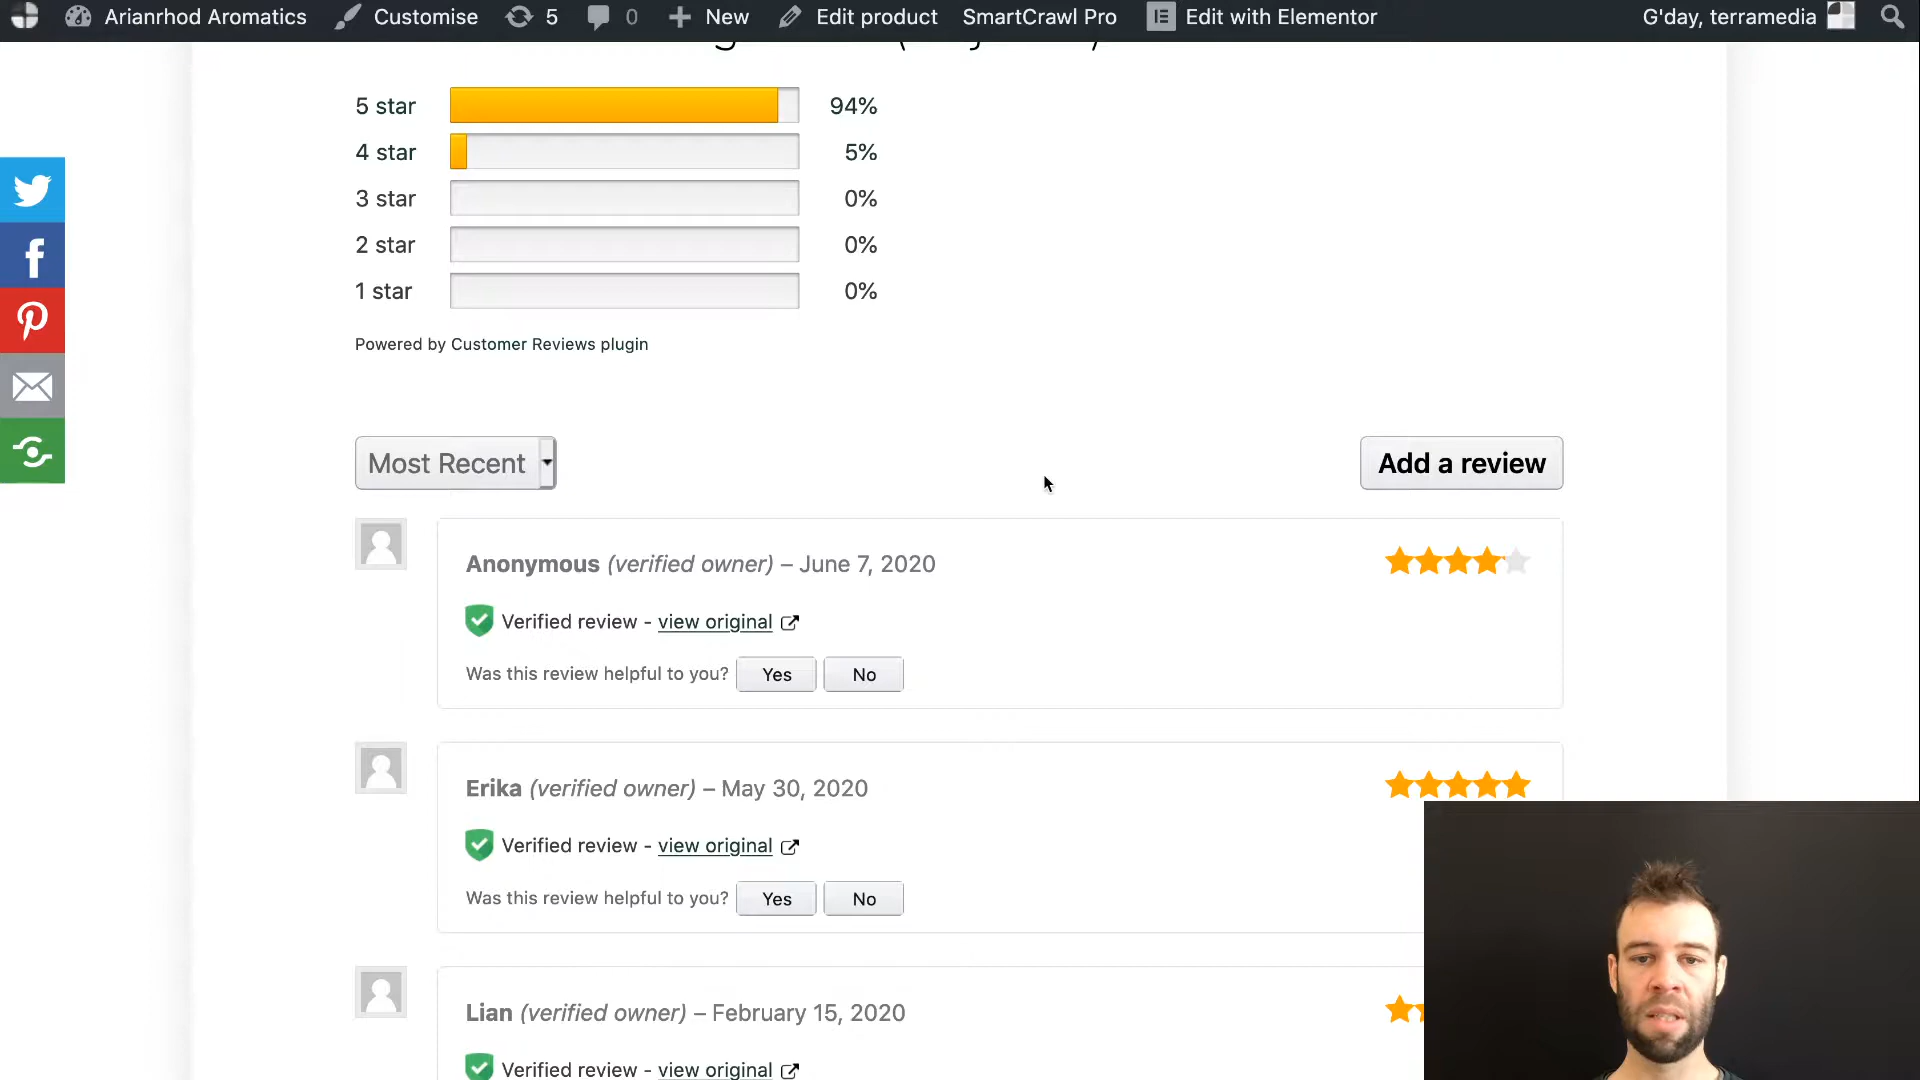 Arianrhod Aromatics Customise 5 0 New Edit product SmartCrawl Pro Edit with Elementor G'day, terramedia
5 star 94%
4 star 5%
3 star 0%
2 star 0%
1 star 0%
Powered by Customer Reviews plugin
Most Recent Add a review
Anonymous (verified owner) – June 7, 2020
Verified review - view original
Was this review helpful to you? Yes No
Erika (verified owner) – May 30, 2020
Verified review - view original
Was this review helpful to you? Yes No
Lian (verified owner) – February 15, 2020
Verified review - view original